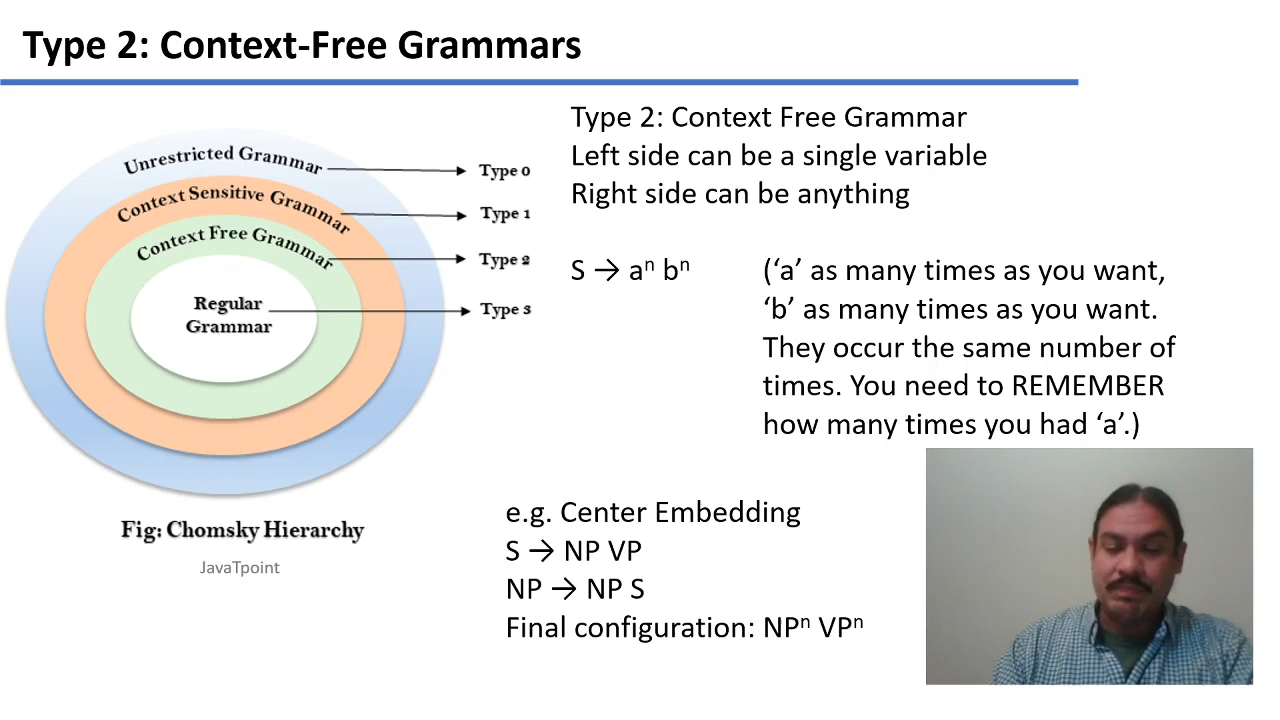 Type 2: Context-Free Grammars
Unrestricted Grammar
Type 0
Context Sensitive Grammar
Type 1
Context Free Grammar
Type 2
Regular
Grammar
Type 3
Fig: Chomsky Hierarchy
JavaTpoint
Type 2: Context Free Grammar
Left side can be a single variable
Right side can be anything
S → aⁿ bⁿ
(‘a’ as many times as you want,
‘b’ as many times as you want.
They occur the same number of
times. You need to REMEMBER
how many times you had ‘a’.)
e.g. Center Embedding
S → NP VP
NP → NP S
Final configuration: NPⁿ VPⁿ